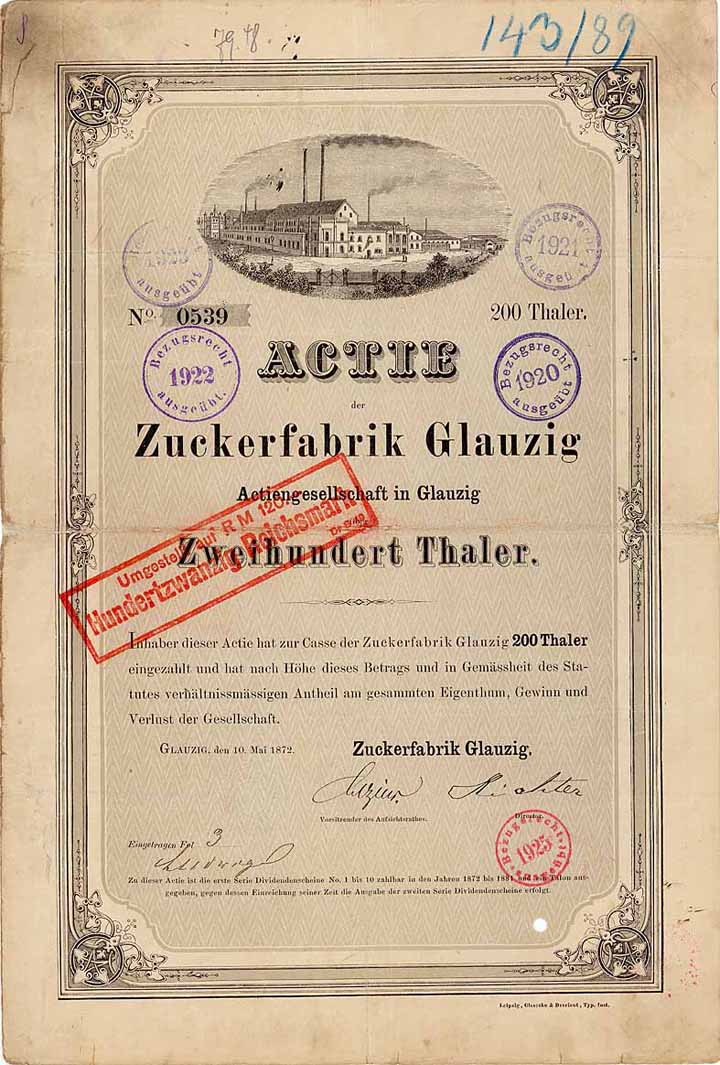 79.48
143/89
Bezugsrecht
1921
ausgeü
ausgeübt
No. 0539
200 Thaler.
Bezugsrecht
1922
ausgeübt.
ACTIE
Bezugsrecht
1920
ausgeübt
der
Zuckerfabrik Glauzig
Actiengesellschaft in Glauzig
über
Zweihundert Thaler.
Umgestellt auf RM 120.-
Hundertzwanzig Reichsmark
Inhaber dieser Actie hat zur Casse der Zuckerfabrik Glauzig 200 Thaler
eingezahlt und hat nach Höhe dieses Betrags und in Gemässheit des Sta-
tutes verhältnissmässigen Antheil am gesammten Eigenthum, Gewinn und
Verlust der Gesellschaft.
GLAUZIG, den 10. Mai 1872.
Zuckerfabrik Glauzig.
Richter
Vorsitzender des Aufsichtsrathes.
Director.
Bezugsrecht
1925
Eingetragen Fol 3
Zu dieser Actie ist die erste Serie Dividendenscheine No. 1 bis 10 zahlbar in den Jahren 1872 bis 1881 und ein Talon aus-
gegeben, gegen dessen Einreichung seiner Zeit die Ausgabe der zweiten Serie Dividendenscheine erfolgt.
Leipzig, Giesecke & Devrient, Typ. Inst.